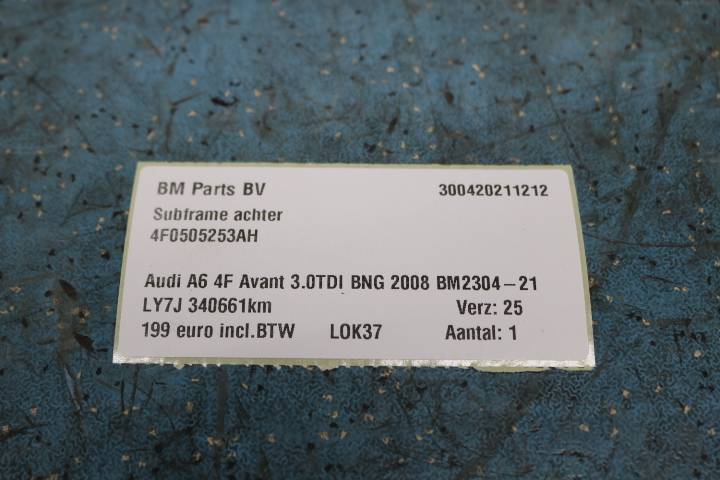 BM Parts BV 300420211212
Subframe achter
4F0505253AH
Audi A6 4F Avant 3.0TDI BNG 2008 BM2304-21
LY7J 340661km Verz: 25
199 euro incl.BTW LOK37 Aantal: 1